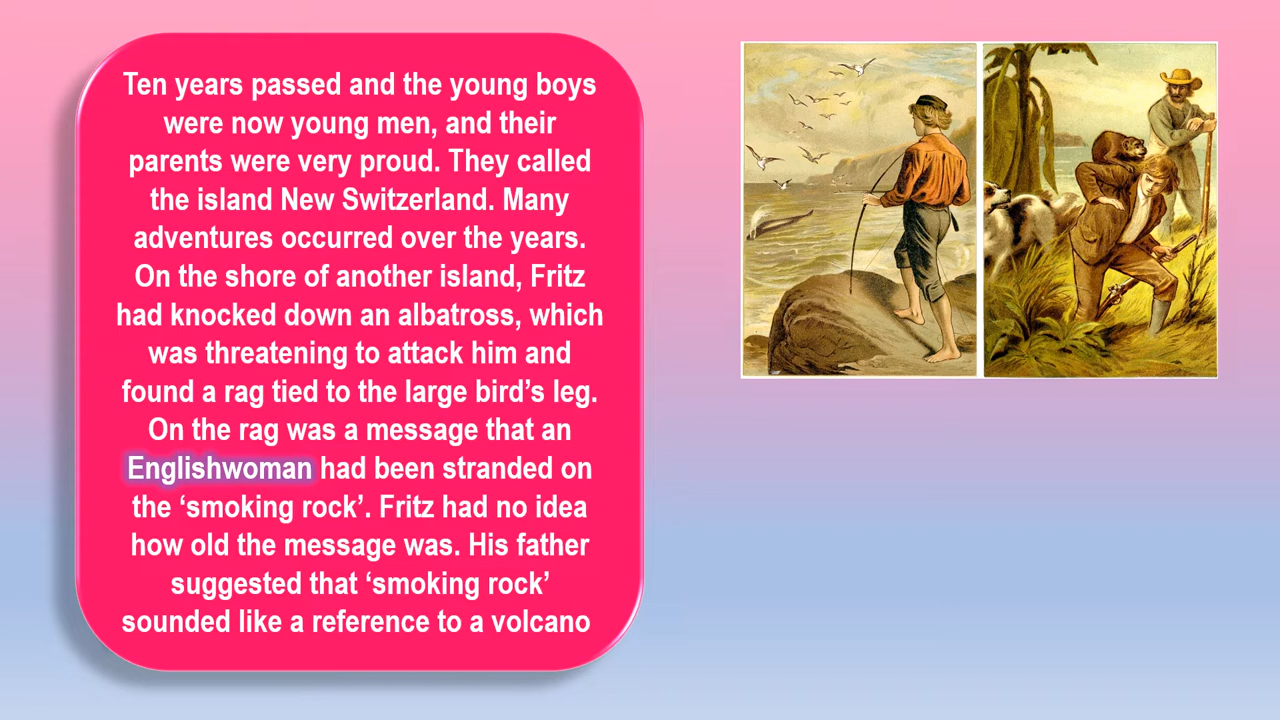 Ten years passed and the young boys
were now young men, and their
parents were very proud. They called
the island New Switzerland. Many
adventures occurred over the years.
On the shore of another island, Fritz
had knocked down an albatross, which
was threatening to attack him and
found a rag tied to the large bird’s leg.
On the rag was a message that an
Englishwoman had been stranded on
the ‘smoking rock’. Fritz had no idea
how old the message was. His father
suggested that ‘smoking rock’
sounded like a reference to a volcano